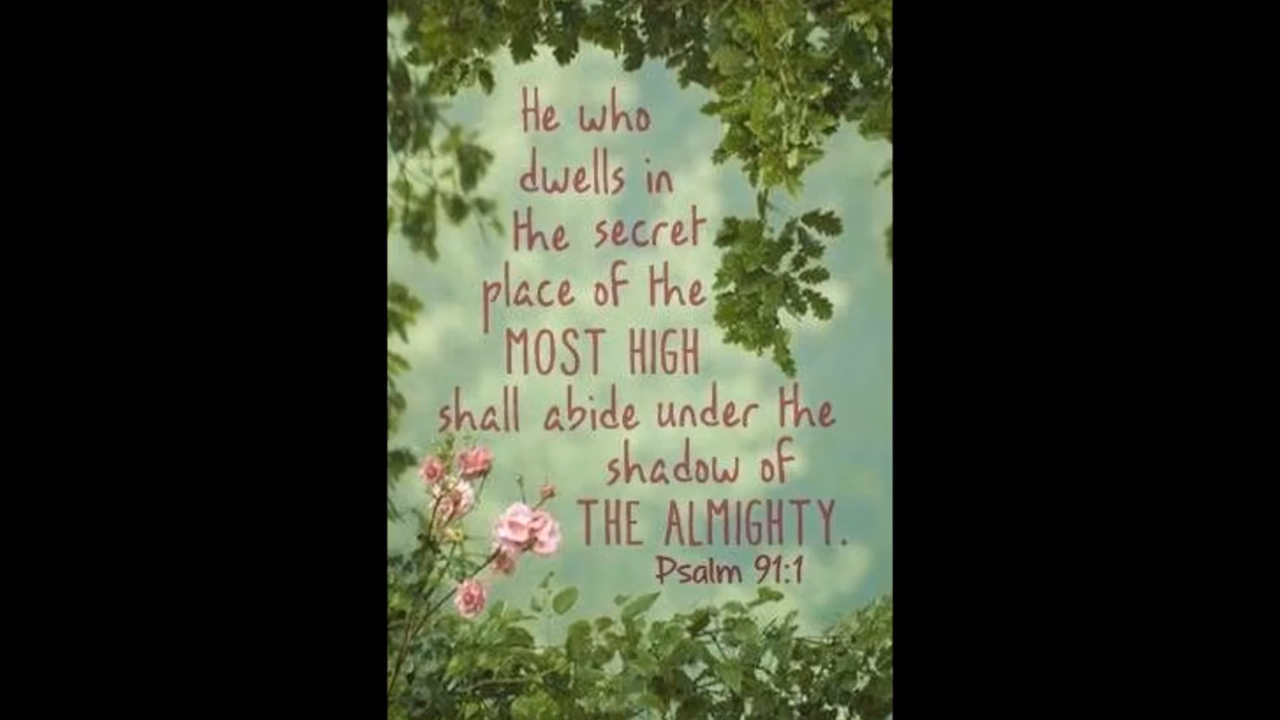 He who
dwells in
the secret
place of the
MOST HIGH
shall abide under the
shadow of
THE ALMIGHTY.
Psalm 91:1